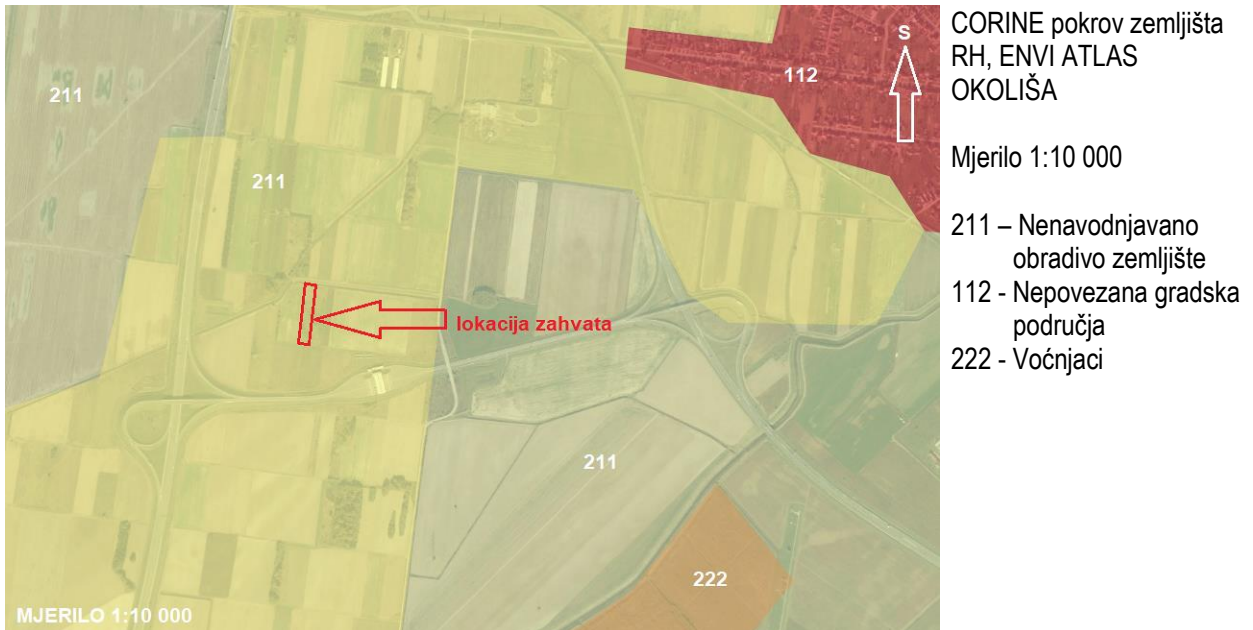 211
112
S
211
lokacija zahvata
211
222
MJERILO 1:10 000
CORINE pokrov zemljišta
RH, ENVI ATLAS
OKOLIŠA
Mjerilo 1:10 000
211 – Nenavodnjavano
obradivo zemljište
112 - Nepovezana gradska
područja
222 - Voćnjaci